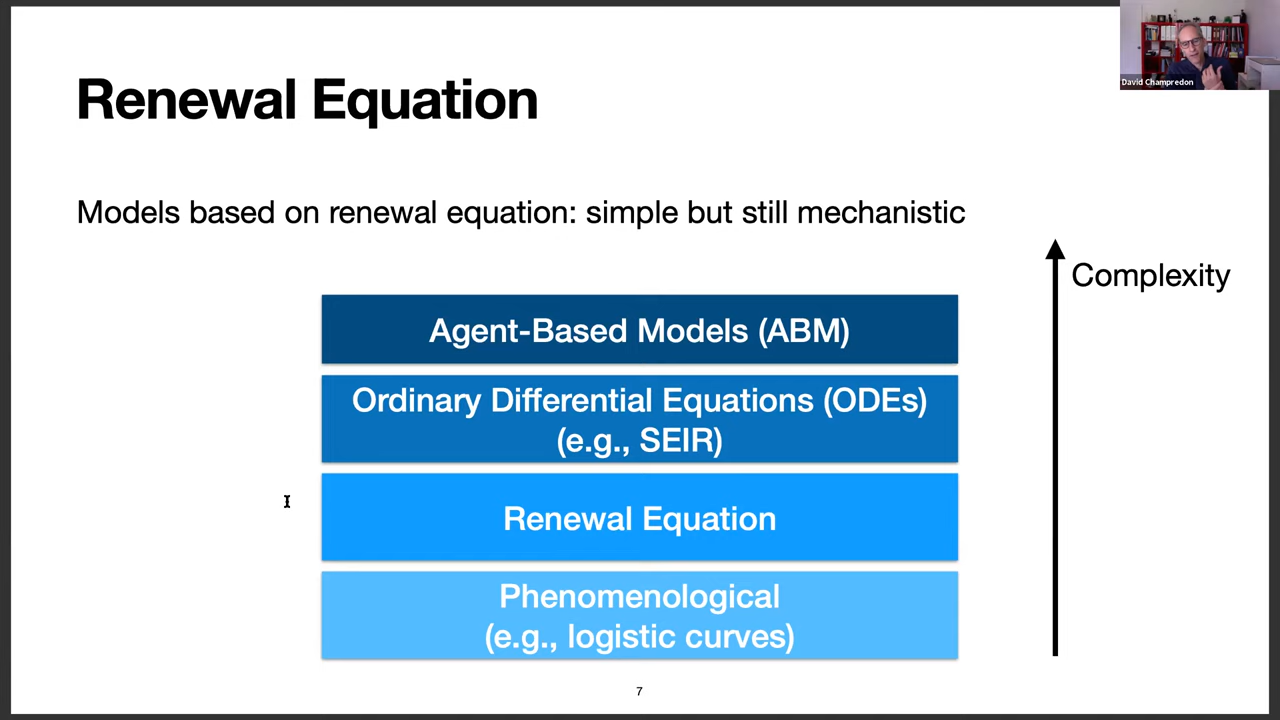 Renewal Equation
David Champredon
Models based on renewal equation: simple but still mechanistic
Complexity
Agent-Based Models (ABM)
Ordinary Differential Equations (ODEs)
(e.g., SEIR)
Renewal Equation
Phenomenological
(e.g., logistic curves)
7